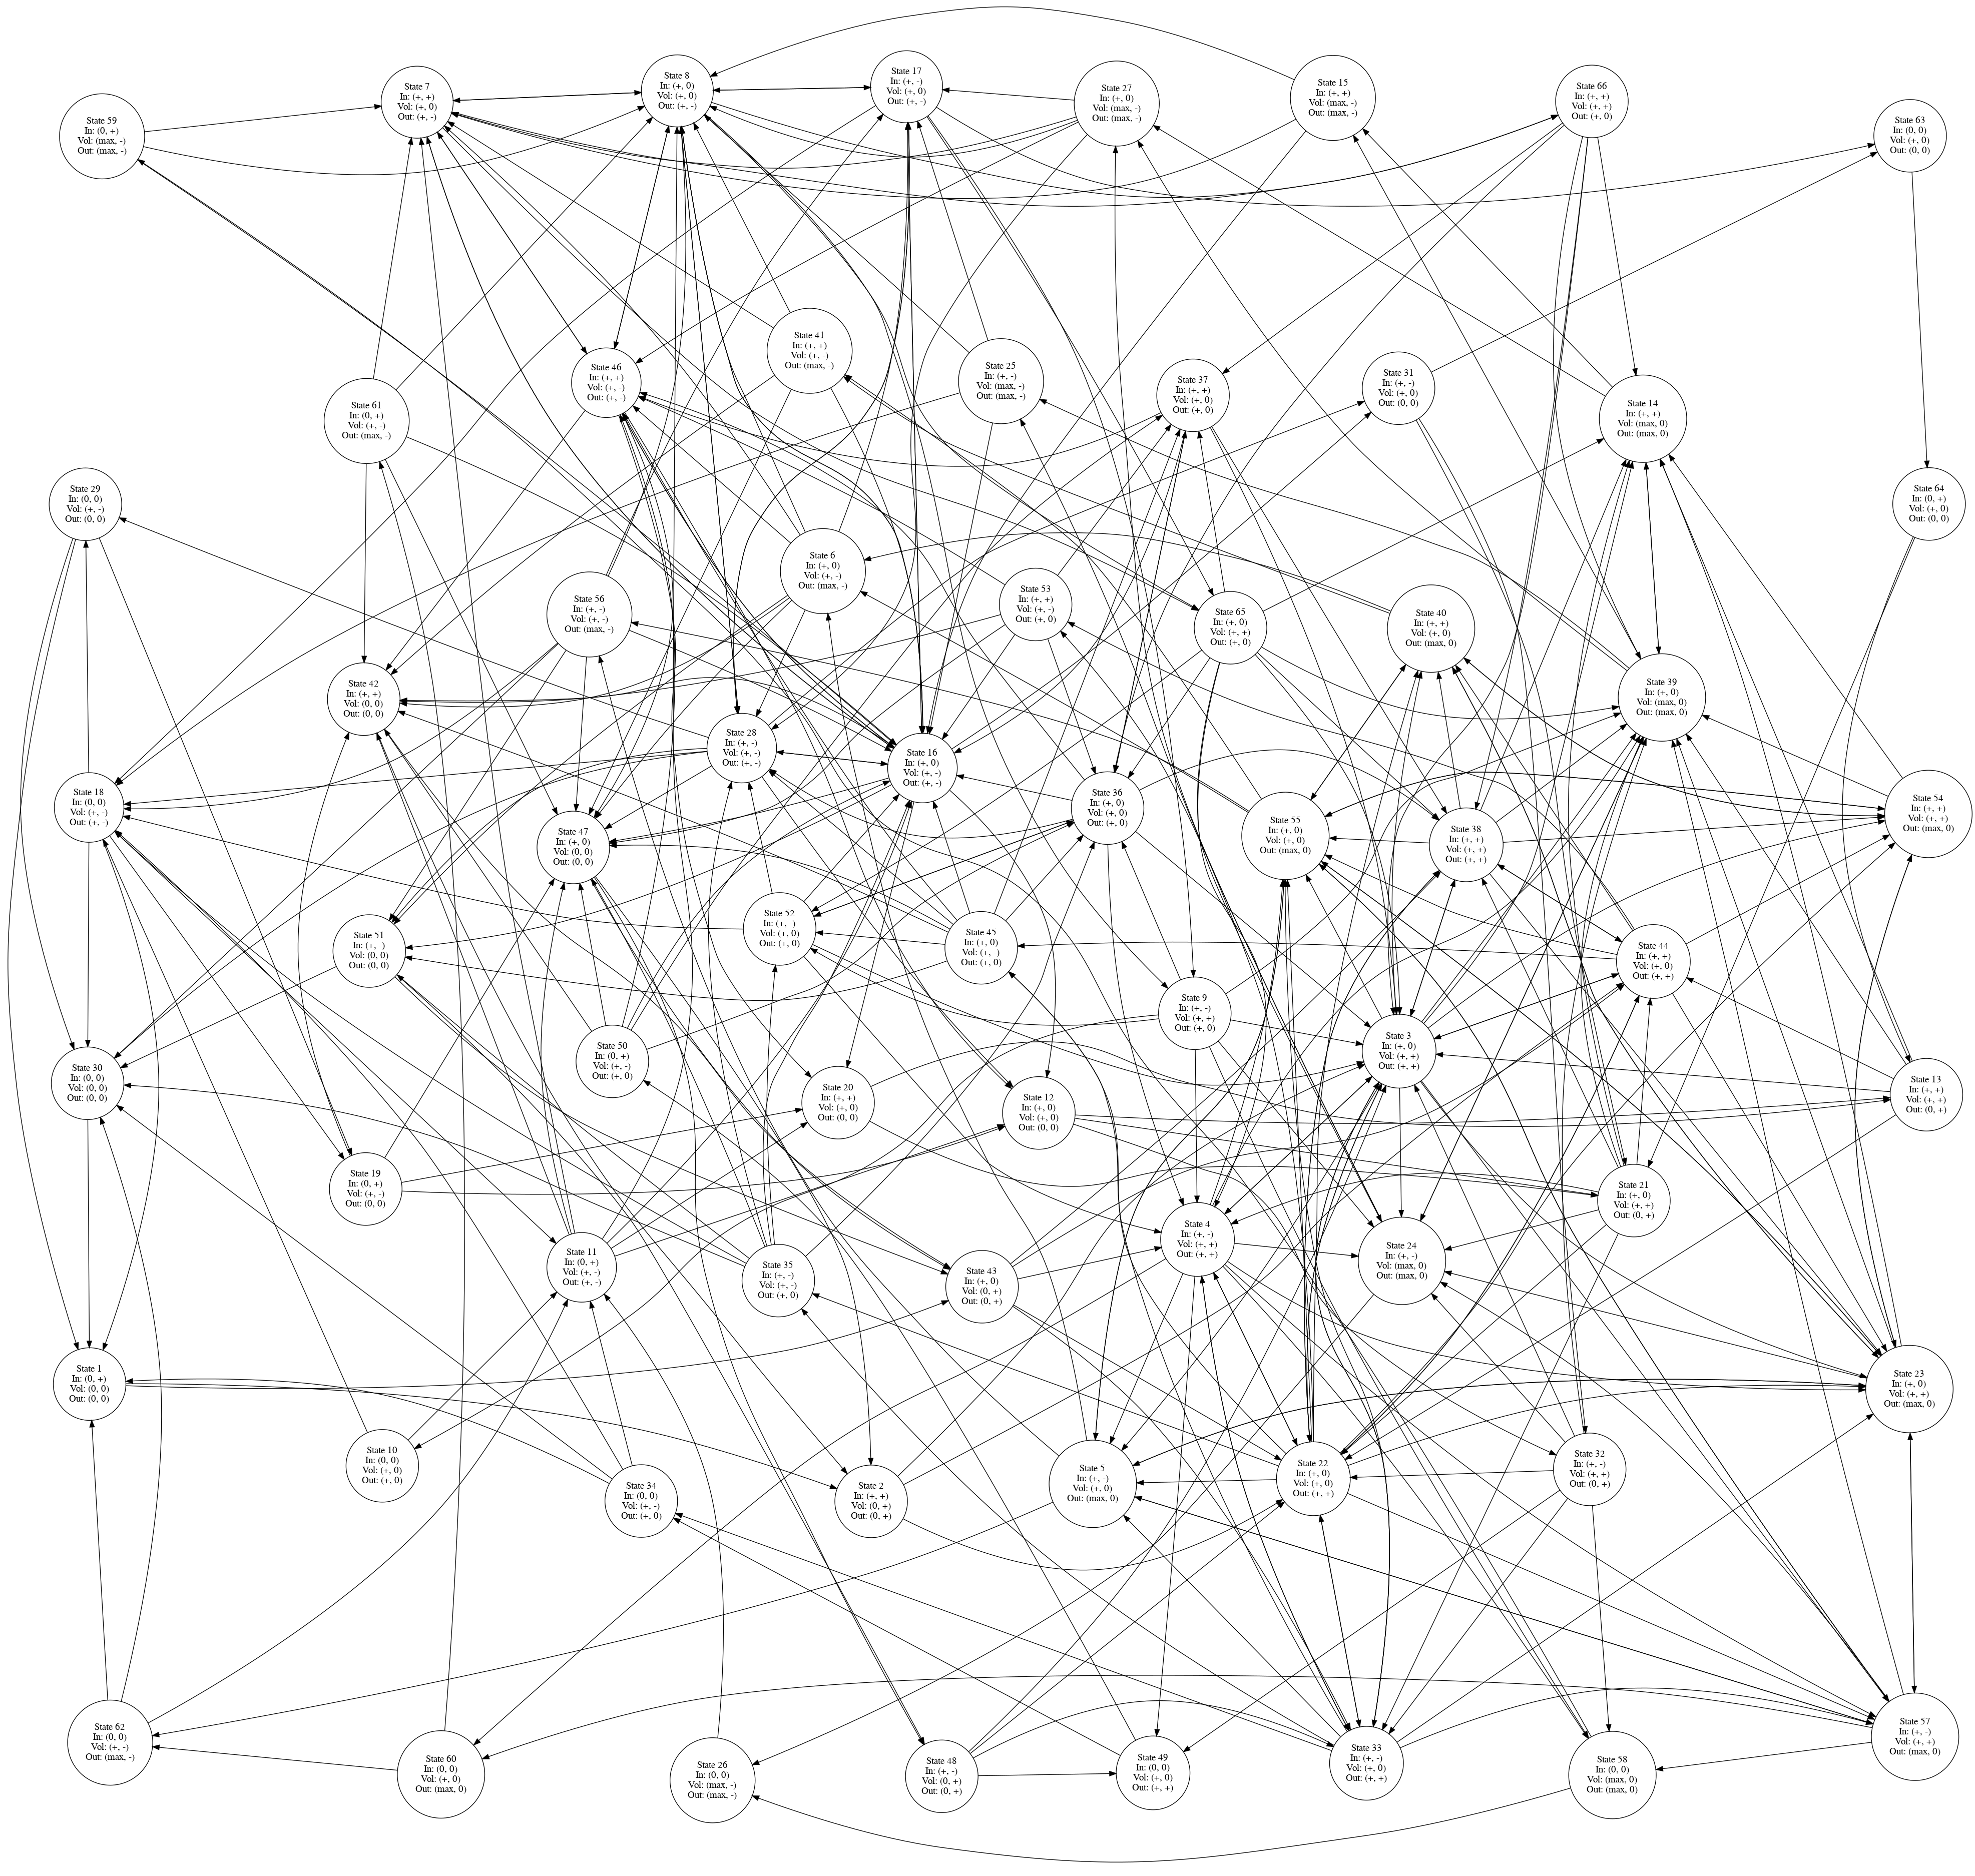 State 7
In: (+, +)
Vol: (+, 0)
Out: (+, -)
State 8
In: (+, 0)
Vol: (+, 0)
Out: (+, -)
State 17
In: (+, -)
Vol: (+, 0)
Out: (+, -)
State 27
In: (+, 0)
Vol: (max, -)
Out: (max, -)
State 15
In: (+, +)
Vol: (max, -)
Out: (max, -)
State 66
In: (+, +)
Vol: (+, +)
Out: (+, 0)
State 59
In: (0, +)
Vol: (max, -)
Out: (max, -)
State 63
In: (0, 0)
Vol: (+, 0)
Out: (0, 0)
State 41
In: (+, +)
Vol: (+, -)
Out: (max, -)
State 46
In: (+, +)
Vol: (+, -)
Out: (+, -)
State 25
In: (+, -)
Vol: (max, -)
Out: (max, -)
State 37
In: (+, +)
Vol: (+, 0)
Out: (+, 0)
State 31
In: (+, -)
Vol: (+, 0)
Out: (0, 0)
State 14
In: (+, +)
Vol: (max, 0)
Out: (max, 0)
State 61
In: (0, +)
Vol: (+, -)
Out: (max, -)
State 29
In: (0, 0)
Vol: (+, -)
Out: (0, 0)
State 64
In: (0, +)
Vol: (+, 0)
Out: (0, 0)
State 6
In: (+, 0)
Vol: (+, -)
Out: (max, -)
State 56
In: (+, -)
Vol: (+, -)
Out: (max, -)
State 53
In: (+, +)
Vol: (+, -)
Out: (+, 0)
State 65
In: (+, 0)
Vol: (+, +)
Out: (+, 0)
State 40
In: (+, +)
Vol: (+, 0)
Out: (max, 0)
State 42
In: (+, +)
Vol: (0, 0)
Out: (0, 0)
State 39
In: (+, 0)
Vol: (max, 0)
Out: (max, 0)
State 28
In: (+, -)
Vol: (+, -)
Out: (+, -)
State 16
In: (+, 0)
Vol: (+, -)
Out: (+, -)
State 18
In: (0, 0)
Vol: (+, -)
Out: (+, -)
State 36
In: (+, 0)
Vol: (+, 0)
Out: (+, 0)
State 55
In: (+, 0)
Vol: (+, 0)
Out: (max, 0)
State 38
In: (+, +)
Vol: (+, +)
Out: (+, +)
State 54
In: (+, +)
Vol: (+, +)
Out: (max, 0)
State 47
In: (+, 0)
Vol: (0, 0)
Out: (0, 0)
State 51
In: (+, -)
Vol: (0, 0)
Out: (0, 0)
State 52
In: (+, -)
Vol: (+, 0)
Out: (+, 0)
State 45
In: (+, 0)
Vol: (+, -)
Out: (+, 0)
State 44
In: (+, +)
Vol: (+, 0)
Out: (+, +)
State 9
In: (+, -)
Vol: (+, +)
Out: (+, 0)
State 3
In: (+, 0)
Vol: (+, +)
Out: (+, +)
State 50
In: (0, +)
Vol: (+, -)
Out: (+, 0)
State 30
In: (0, 0)
Vol: (0, 0)
Out: (0, 0)
State 20
In: (+, +)
Vol: (+, 0)
Out: (0, 0)
State 12
In: (+, 0)
Vol: (+, 0)
Out: (0, 0)
State 13
In: (+, +)
Vol: (+, +)
Out: (0, +)
State 19
In: (0, +)
Vol: (+, -)
Out: (0, 0)
State 21
In: (+, 0)
Vol: (+, +)
Out: (0, +)
State 11
In: (0, +)
Vol: (+, -)
Out: (+, -)
State 35
In: (+, -)
Vol: (+, -)
Out: (+, 0)
State 43
In: (+, 0)
Vol: (0, +)
Out: (0, +)
State 4
In: (+, -)
Vol: (+, +)
Out: (+, +)
State 24
In: (+, -)
Vol: (max, 0)
Out: (max, 0)
State 1
In: (0, +)
Vol: (0, 0)
Out: (0, 0)
State 23
In: (+, 0)
Vol: (+, +)
Out: (max, 0)
State 10
In: (0, 0)
Vol: (+, 0)
Out: (+, 0)
State 34
In: (0, 0)
Vol: (+, -)
Out: (+, 0)
State 2
In: (+, +)
Vol: (0, +)
Out: (0, +)
State 5
In: (+, -)
Vol: (+, 0)
Out: (max, 0)
State 22
In: (+, 0)
Vol: (+, 0)
Out: (+, +)
State 32
In: (+, -)
Vol: (+, +)
Out: (0, +)
State 62
In: (0, 0)
Vol: (+, -)
Out: (max, -)
State 60
In: (0, 0)
Vol: (+, 0)
Out: (max, 0)
State 26
In: (0, 0)
Vol: (max, -)
Out: (max, -)
State 48
In: (+, -)
Vol: (0, +)
Out: (0, +)
State 49
In: (0, 0)
Vol: (+, 0)
Out: (+, +)
State 33
In: (+, -)
Vol: (+, 0)
Out: (+, +)
State 58
In: (0, 0)
Vol: (max, 0)
Out: (max, 0)
State 57
In: (+, -)
Vol: (+, +)
Out: (max, 0)